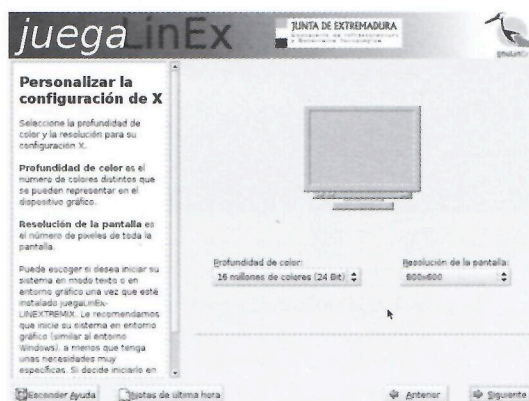 juegaLinEx
JUNTA DE EXTREMADURA
gnuLinEx
Personalizar la
configuración de X
Seleccione la profundidad de
color y la resolución para su
configuración X.
Profundidad de color es el
número de colores distintos que
se pueden representar en el
dispositivo gráfico.
Resolución de la pantalla es
el número de píxeles de toda la
pantalla.
Puede escoger si desea iniciar su
sistema en modo texto o en
entorno gráfico una vez que esté
instalado juegaLinEx-
LINEXTREMIX. Le recomendamos
que inicie su sistema en entorno
gráfico (similar al entorno
Windows), a menos que tenga
unas necesidades muy
específicas. Si decide iniciarlo en
Profundidad de color:
16 millones de colores (24 Bit)
Resolución de la pantalla:
800x600
Esconder Ayuda
Notas de última hora
Anterior
Siguiente